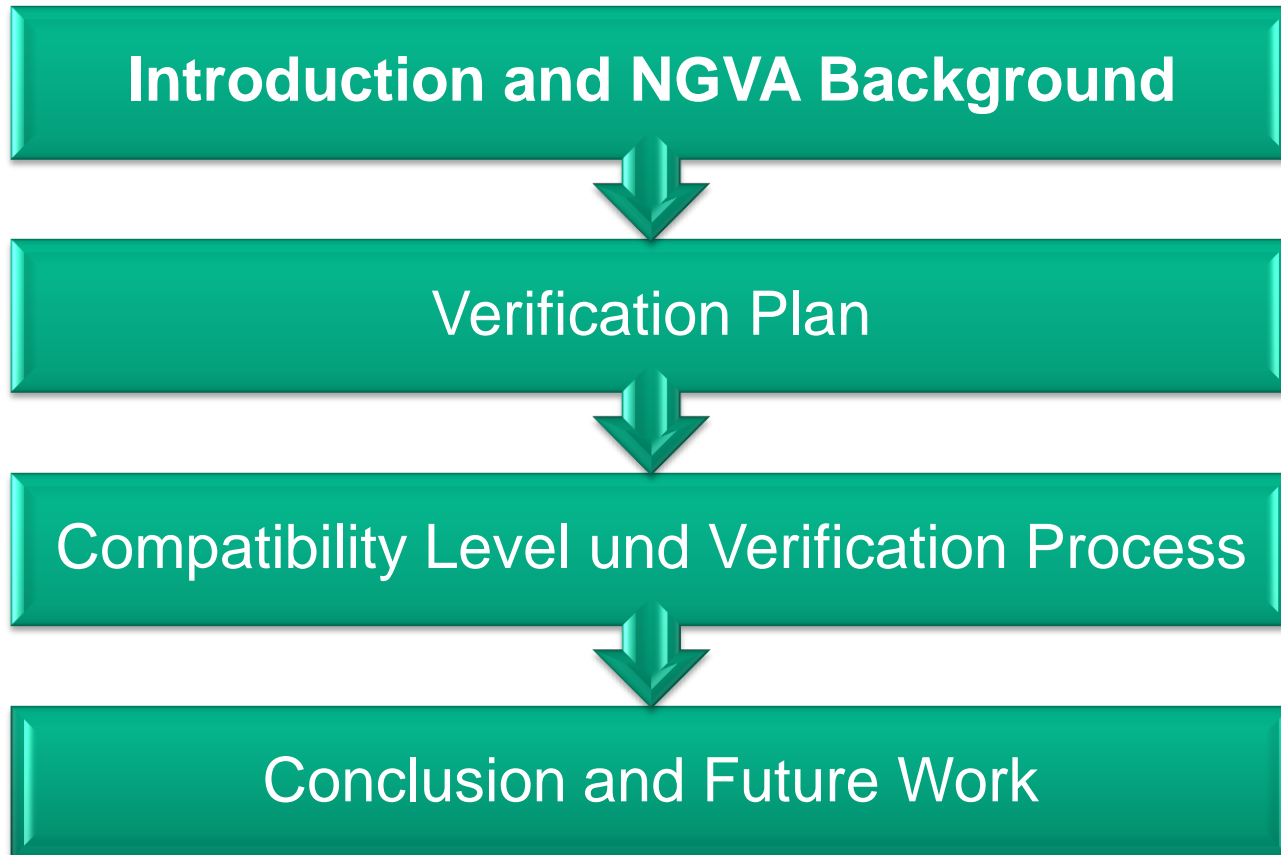 Introduction and NGVA Background
Verification Plan
Compatibility Level und Verification Process
Conclusion and Future Work